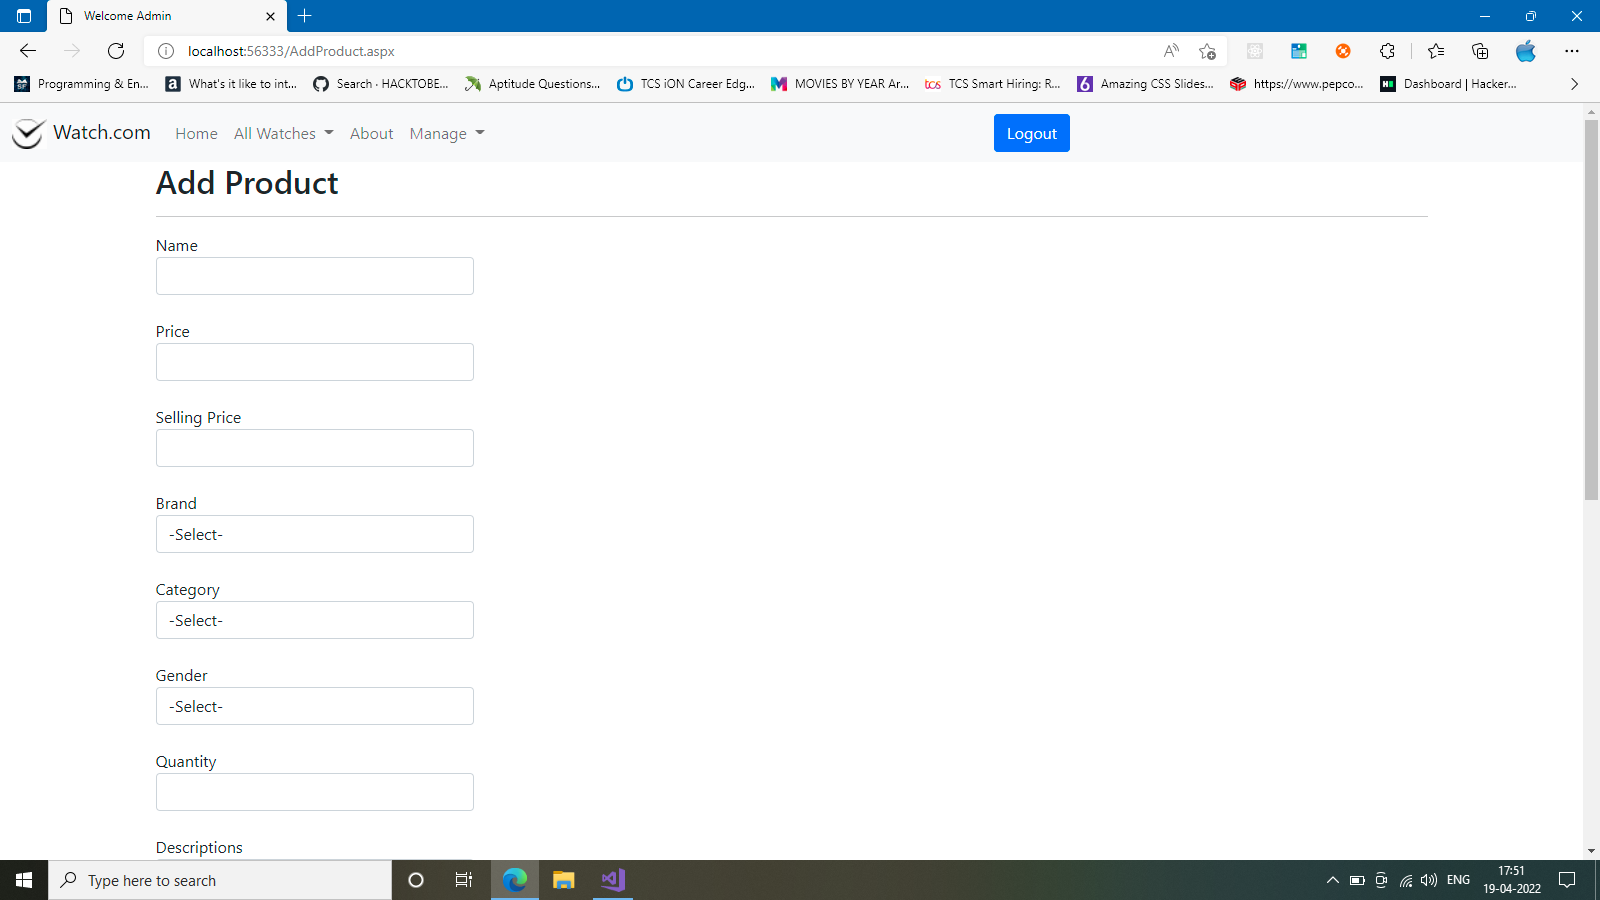 Welcome Admin
localhost:56333/AddProduct.aspx
Programming & En... What's it like to int... Search · HACKTOBE... Aptitude Questions... TCS iON Career Edg... MOVIES BY YEAR Ar... TCS Smart Hiring: R... Amazing CSS Slides... https://www.pepco... Dashboard | Hacker...
Watch.com Home All Watches About Manage Logout
Add Product
Name
Price
Selling Price
Brand
-Select-
Category
-Select-
Gender
-Select-
Quantity
Descriptions
Type here to search
ENG
17:51
19-04-2022